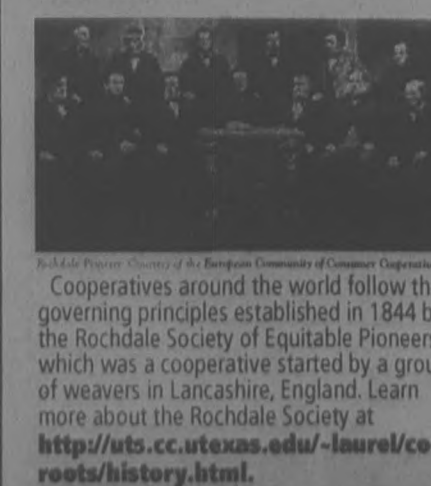 Rochdale Pioneers Courtesy of the European Community of Consumer Cooperativ
Cooperatives around the world follow th
governing principles established in 1844 b
the Rochdale Society of Equitable Pioneers
which was a cooperative started by a grou
of weavers in Lancashire, England. Learn
more about the Rochdale Society at
http://uts.cc.utexas.edu/~laurel/co
roots/history.html.